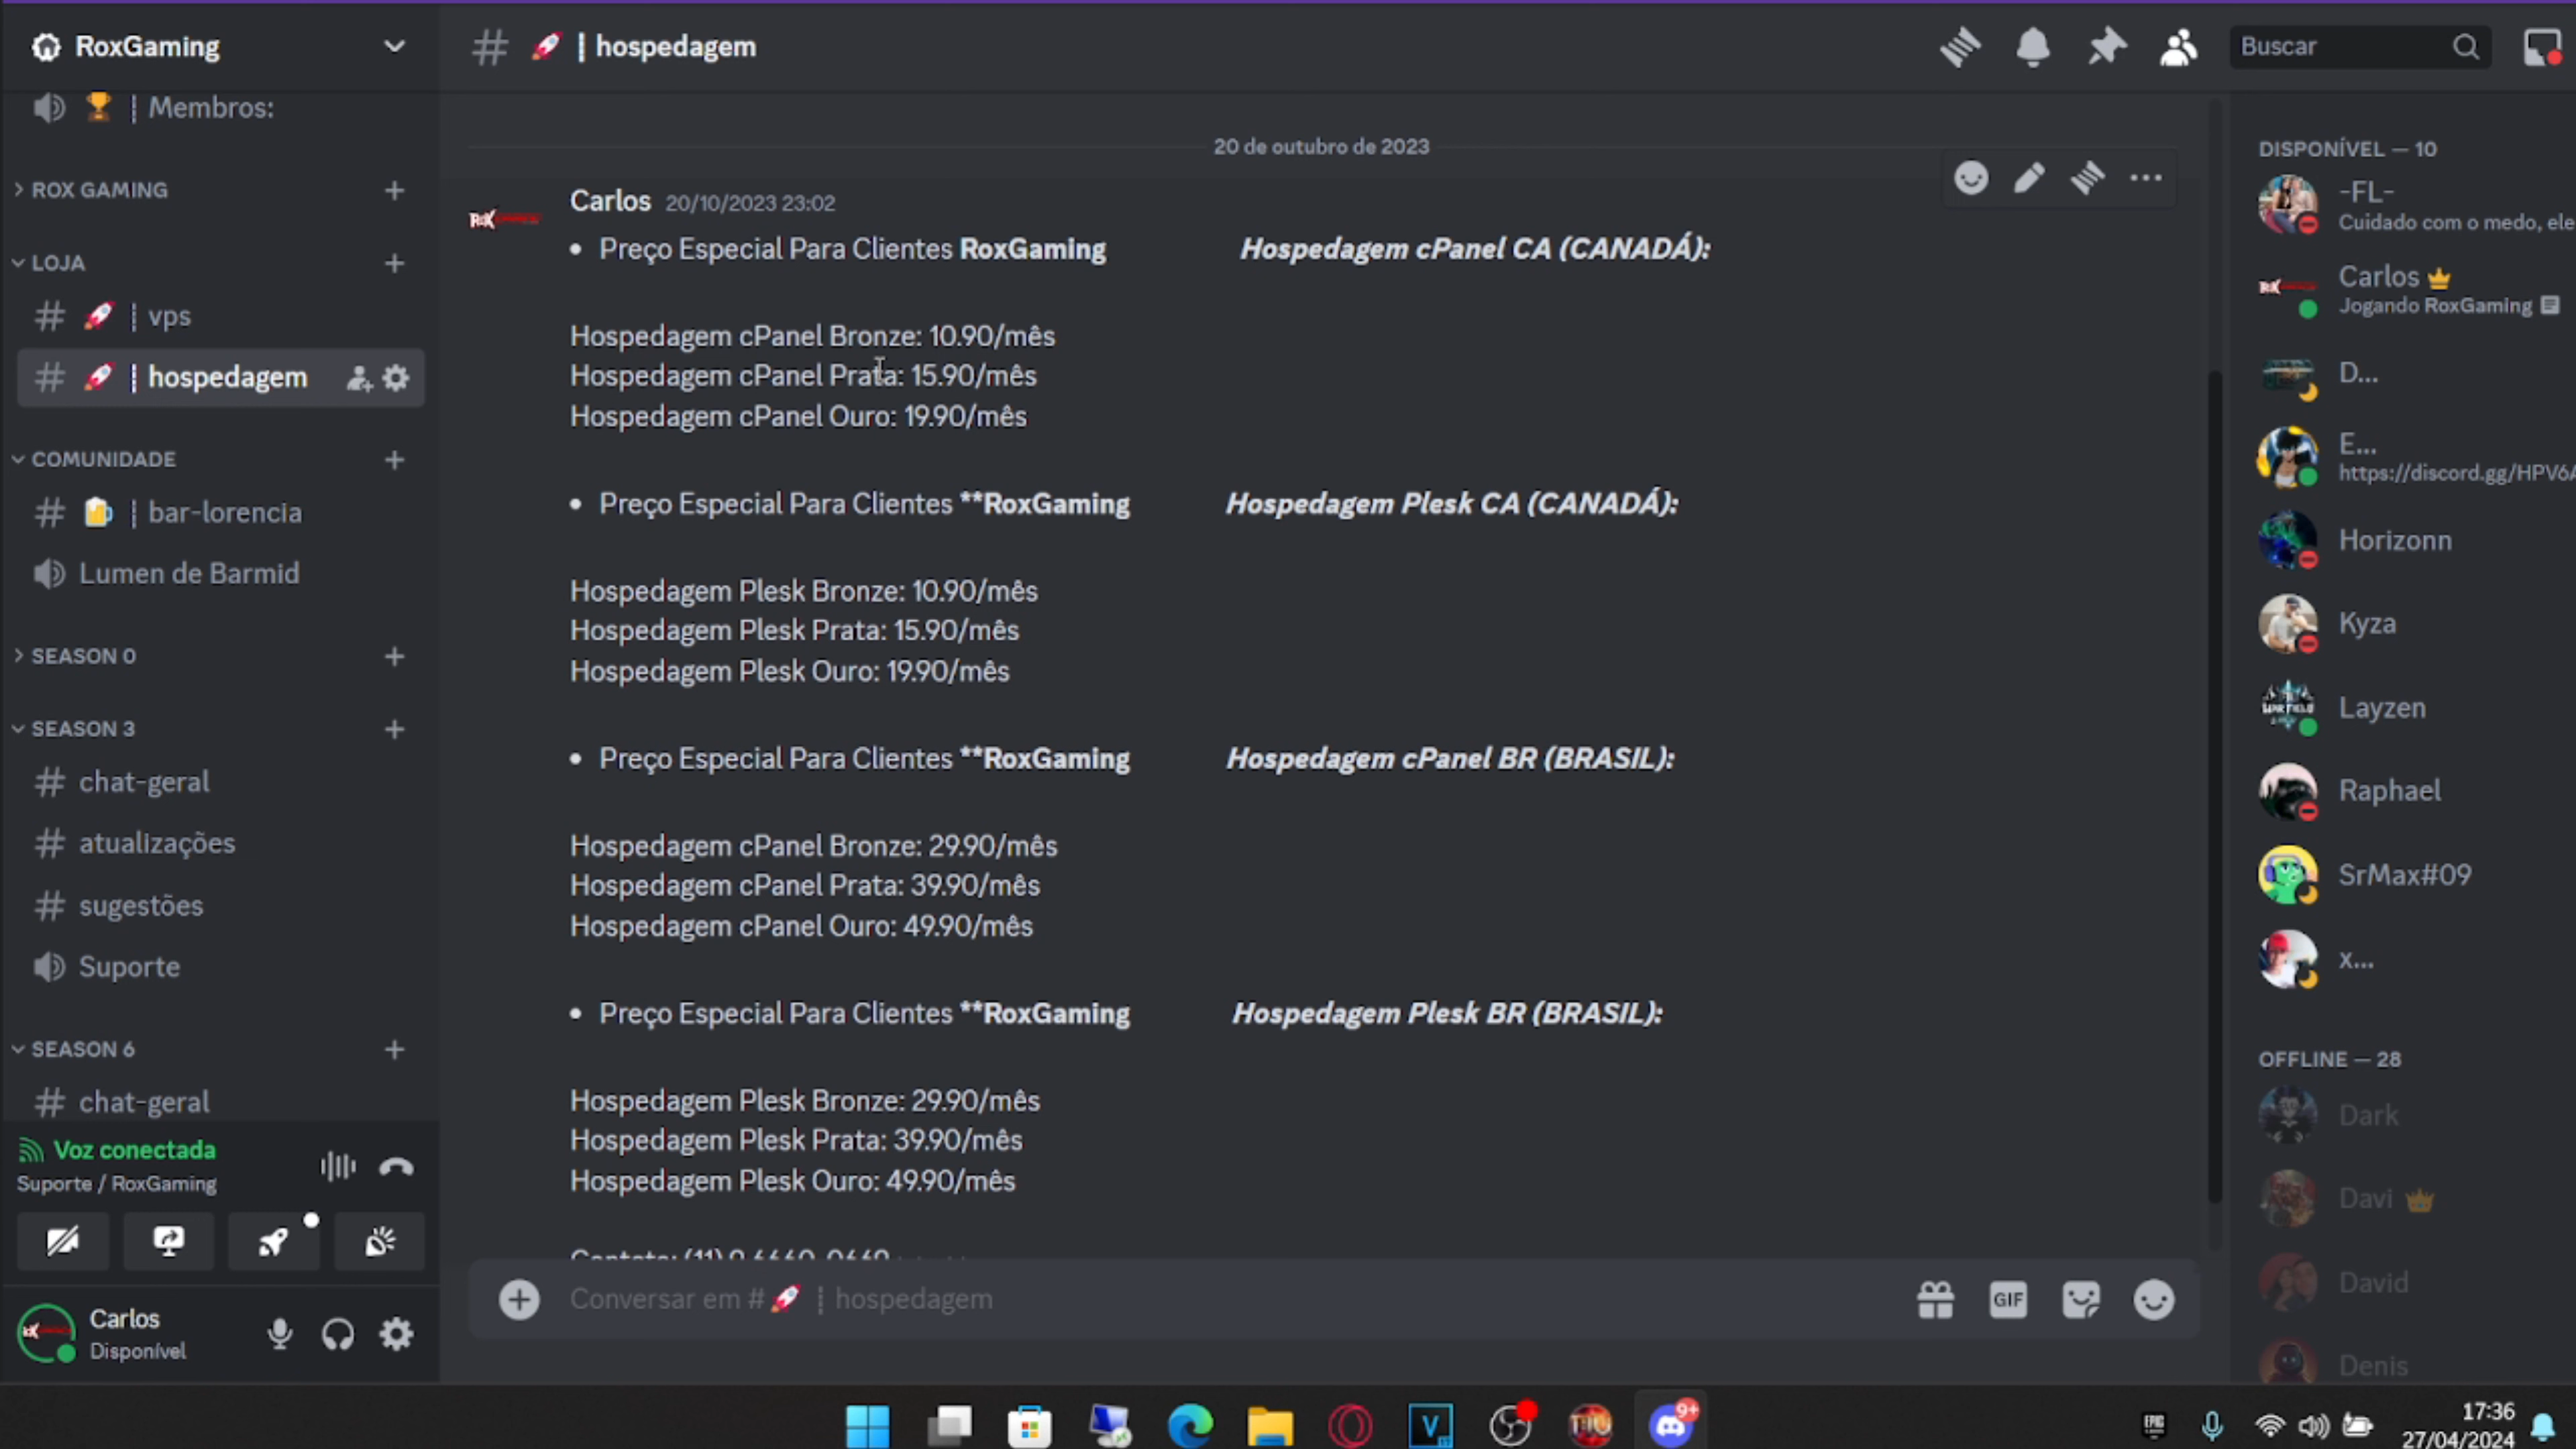 RoxGaming
Membros:
ROX GAMING
LOJA
# | vps
# | hospedagem
COMUNIDADE
# | bar-lorencia
Lumen de Barmid
SEASON 0
SEASON 3
# chat-geral
# atualizações
# sugestões
Suporte
SEASON 6
# chat-geral
Voz conectada
Suporte / RoxGaming
Carlos
Disponível
# | hospedagem
Buscar
20 de outubro de 2023
Carlos 20/10/2023 23:02
• Preço Especial Para Clientes RoxGaming Hospedagem cPanel CA (CANADÁ):
Hospedagem cPanel Bronze: 10.90/mês
Hospedagem cPanel Prata: 15.90/mês
Hospedagem cPanel Ouro: 19.90/mês
• Preço Especial Para Clientes **RoxGaming Hospedagem Plesk CA (CANADÁ):
Hospedagem Plesk Bronze: 10.90/mês
Hospedagem Plesk Prata: 15.90/mês
Hospedagem Plesk Ouro: 19.90/mês
• Preço Especial Para Clientes **RoxGaming Hospedagem cPanel BR (BRASIL):
Hospedagem cPanel Bronze: 29.90/mês
Hospedagem cPanel Prata: 39.90/mês
Hospedagem cPanel Ouro: 49.90/mês
• Preço Especial Para Clientes **RoxGaming Hospedagem Plesk BR (BRASIL):
Hospedagem Plesk Bronze: 29.90/mês
Hospedagem Plesk Prata: 39.90/mês
Hospedagem Plesk Ouro: 49.90/mês
Conversar em # | hospedagem
GIF
DISPONÍVEL — 10
-FL-
Cuidado com o medo, ele
Carlos
Jogando RoxGaming
D...
E...
https://discord.gg/HPV6A
Horizonn
Kyza
Layzen
Raphael
SrMax#09
x...
OFFLINE — 28
Dark
Davi
David
Denis
9+
17:36
27/04/2024